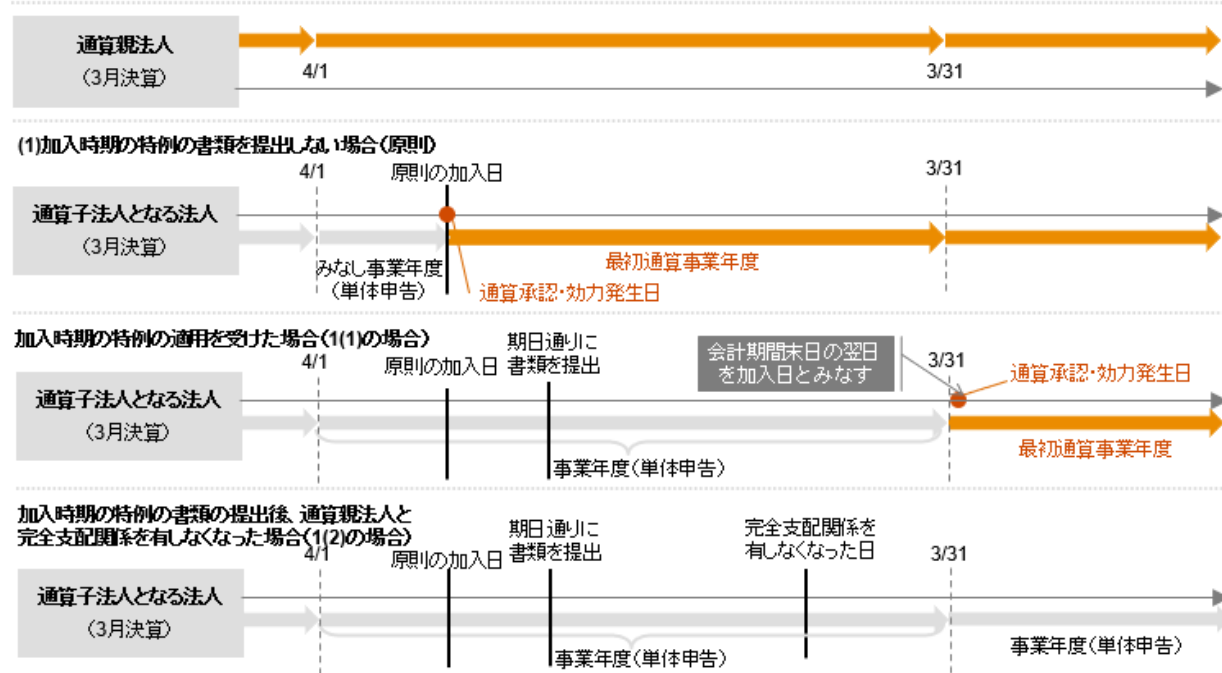 通算親法人
(3月決算)
4/1
3/31
(1)加入時期の特例の書類を提出しない場合(原則)
4/1
原則の加入日
3/31
通算子法人となる法人
(3月決算)
みなし事業年度
(単体申告)
最初通算事業年度
通算承認・効力発生日
加入時期の特例の適用を受けた場合(1(1)の場合)
4/1
原則の加入日
期日通りに
書類を提出
会計期間末日の翌日
を加入日とみなす
3/31
通算承認・効力発生日
通算子法人となる法人
(3月決算)
事業年度(単体申告)
最初通算事業年度
加入時期の特例の書類の提出後、通算親法人と
完全支配関係を有しなくなった場合(1(2)の場合)
4/1
原則の加入日
期日通りに
書類を提出
完全支配関係を
有しなくなった日
3/31
通算子法人となる法人
(3月決算)
事業年度(単体申告)
事業年度(単体申告)